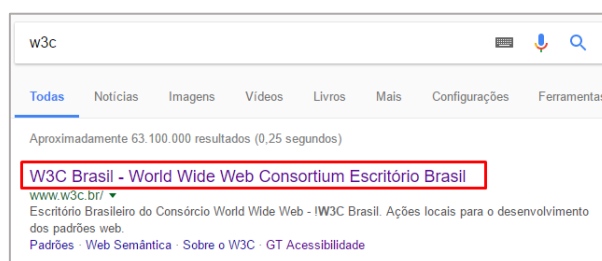 w3c
Todas Notícias Imagens Vídeos Livros Mais Configurações Ferramentas
Aproximadamente 63.100.000 resultados (0,25 segundos)
W3C Brasil - World Wide Web Consortium Escritório Brasil
www.w3c.br/
Escritório Brasileiro do Consórcio World Wide Web - !W3C Brasil. Ações locais para o desenvolvimento
dos padrões web.
Padrões · Web Semântica · Sobre o W3C · GT Acessibilidade